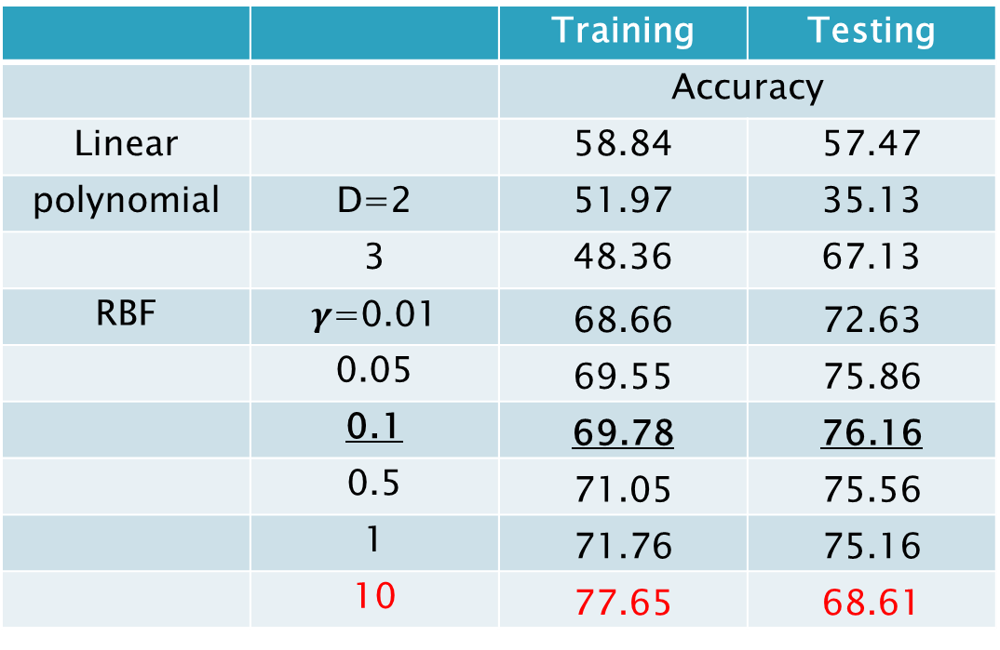 Training Testing
Accuracy
Linear 58.84 57.47
polynomial D=2 51.97 35.13
3 48.36 67.13
RBF γ=0.01 68.66 72.63
0.05 69.55 75.86
0.1 69.78 76.16
0.5 71.05 75.56
1 71.76 75.16
10 77.65 68.61